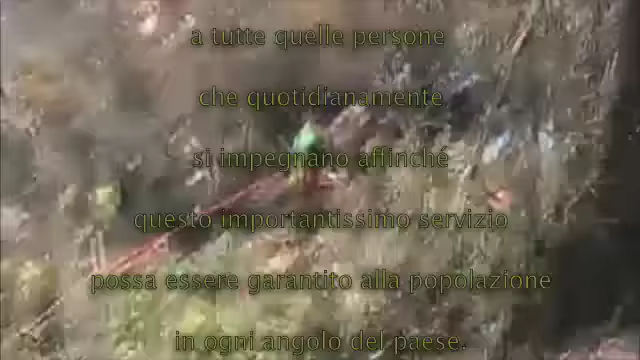 a tutte quelle persone
che quotidianamente
si impegnano affinché
questo importantissimo servizio
possa essere garantito alla popolazione
in ogni angolo del paese.